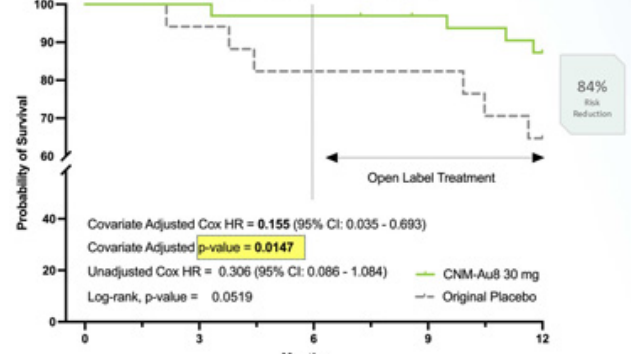 100
90
80
70
60
40
20
0
Probability of Survival
84%
Risk
Reduction
Open Label Treatment
Covariate Adjusted Cox HR = 0.155 (95% CI: 0.035 - 0.693)
Covariate Adjusted p-value = 0.0147
Unadjusted Cox HR = 0.306 (95% CI: 0.086 - 1.084)
Log-rank, p-value = 0.0519
CNM-Au8 30 mg
Original Placebo
0 3 6 9 12